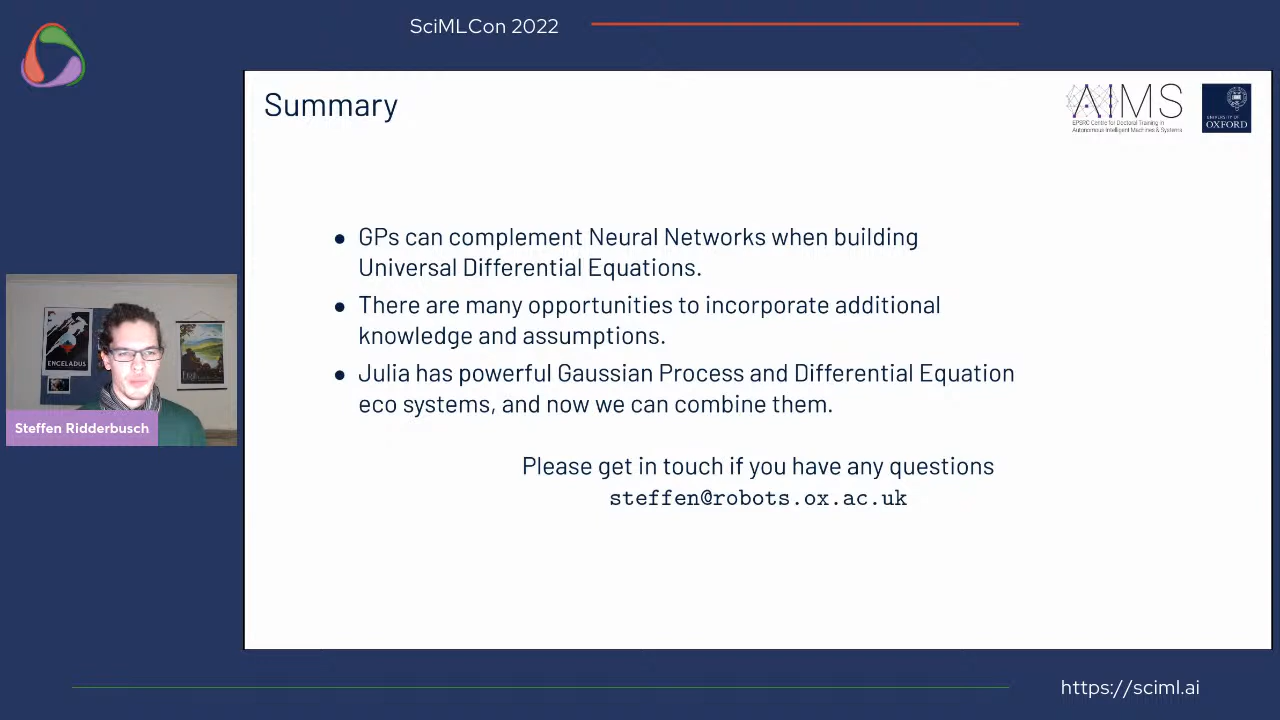 SciMLCon 2022
Summary
AIMS
EPSRC Centre for Doctoral Training in
Autonomous Intelligent Machines & Systems
UNIVERSITY OF
OXFORD
● GPs can complement Neural Networks when building
Universal Differential Equations.
● There are many opportunities to incorporate additional
knowledge and assumptions.
● Julia has powerful Gaussian Process and Differential Equation
eco systems, and now we can combine them.
Please get in touch if you have any questions
steffen@robots.ox.ac.uk
ENCELADUS
Steffen Ridderbusch
https://sciml.ai